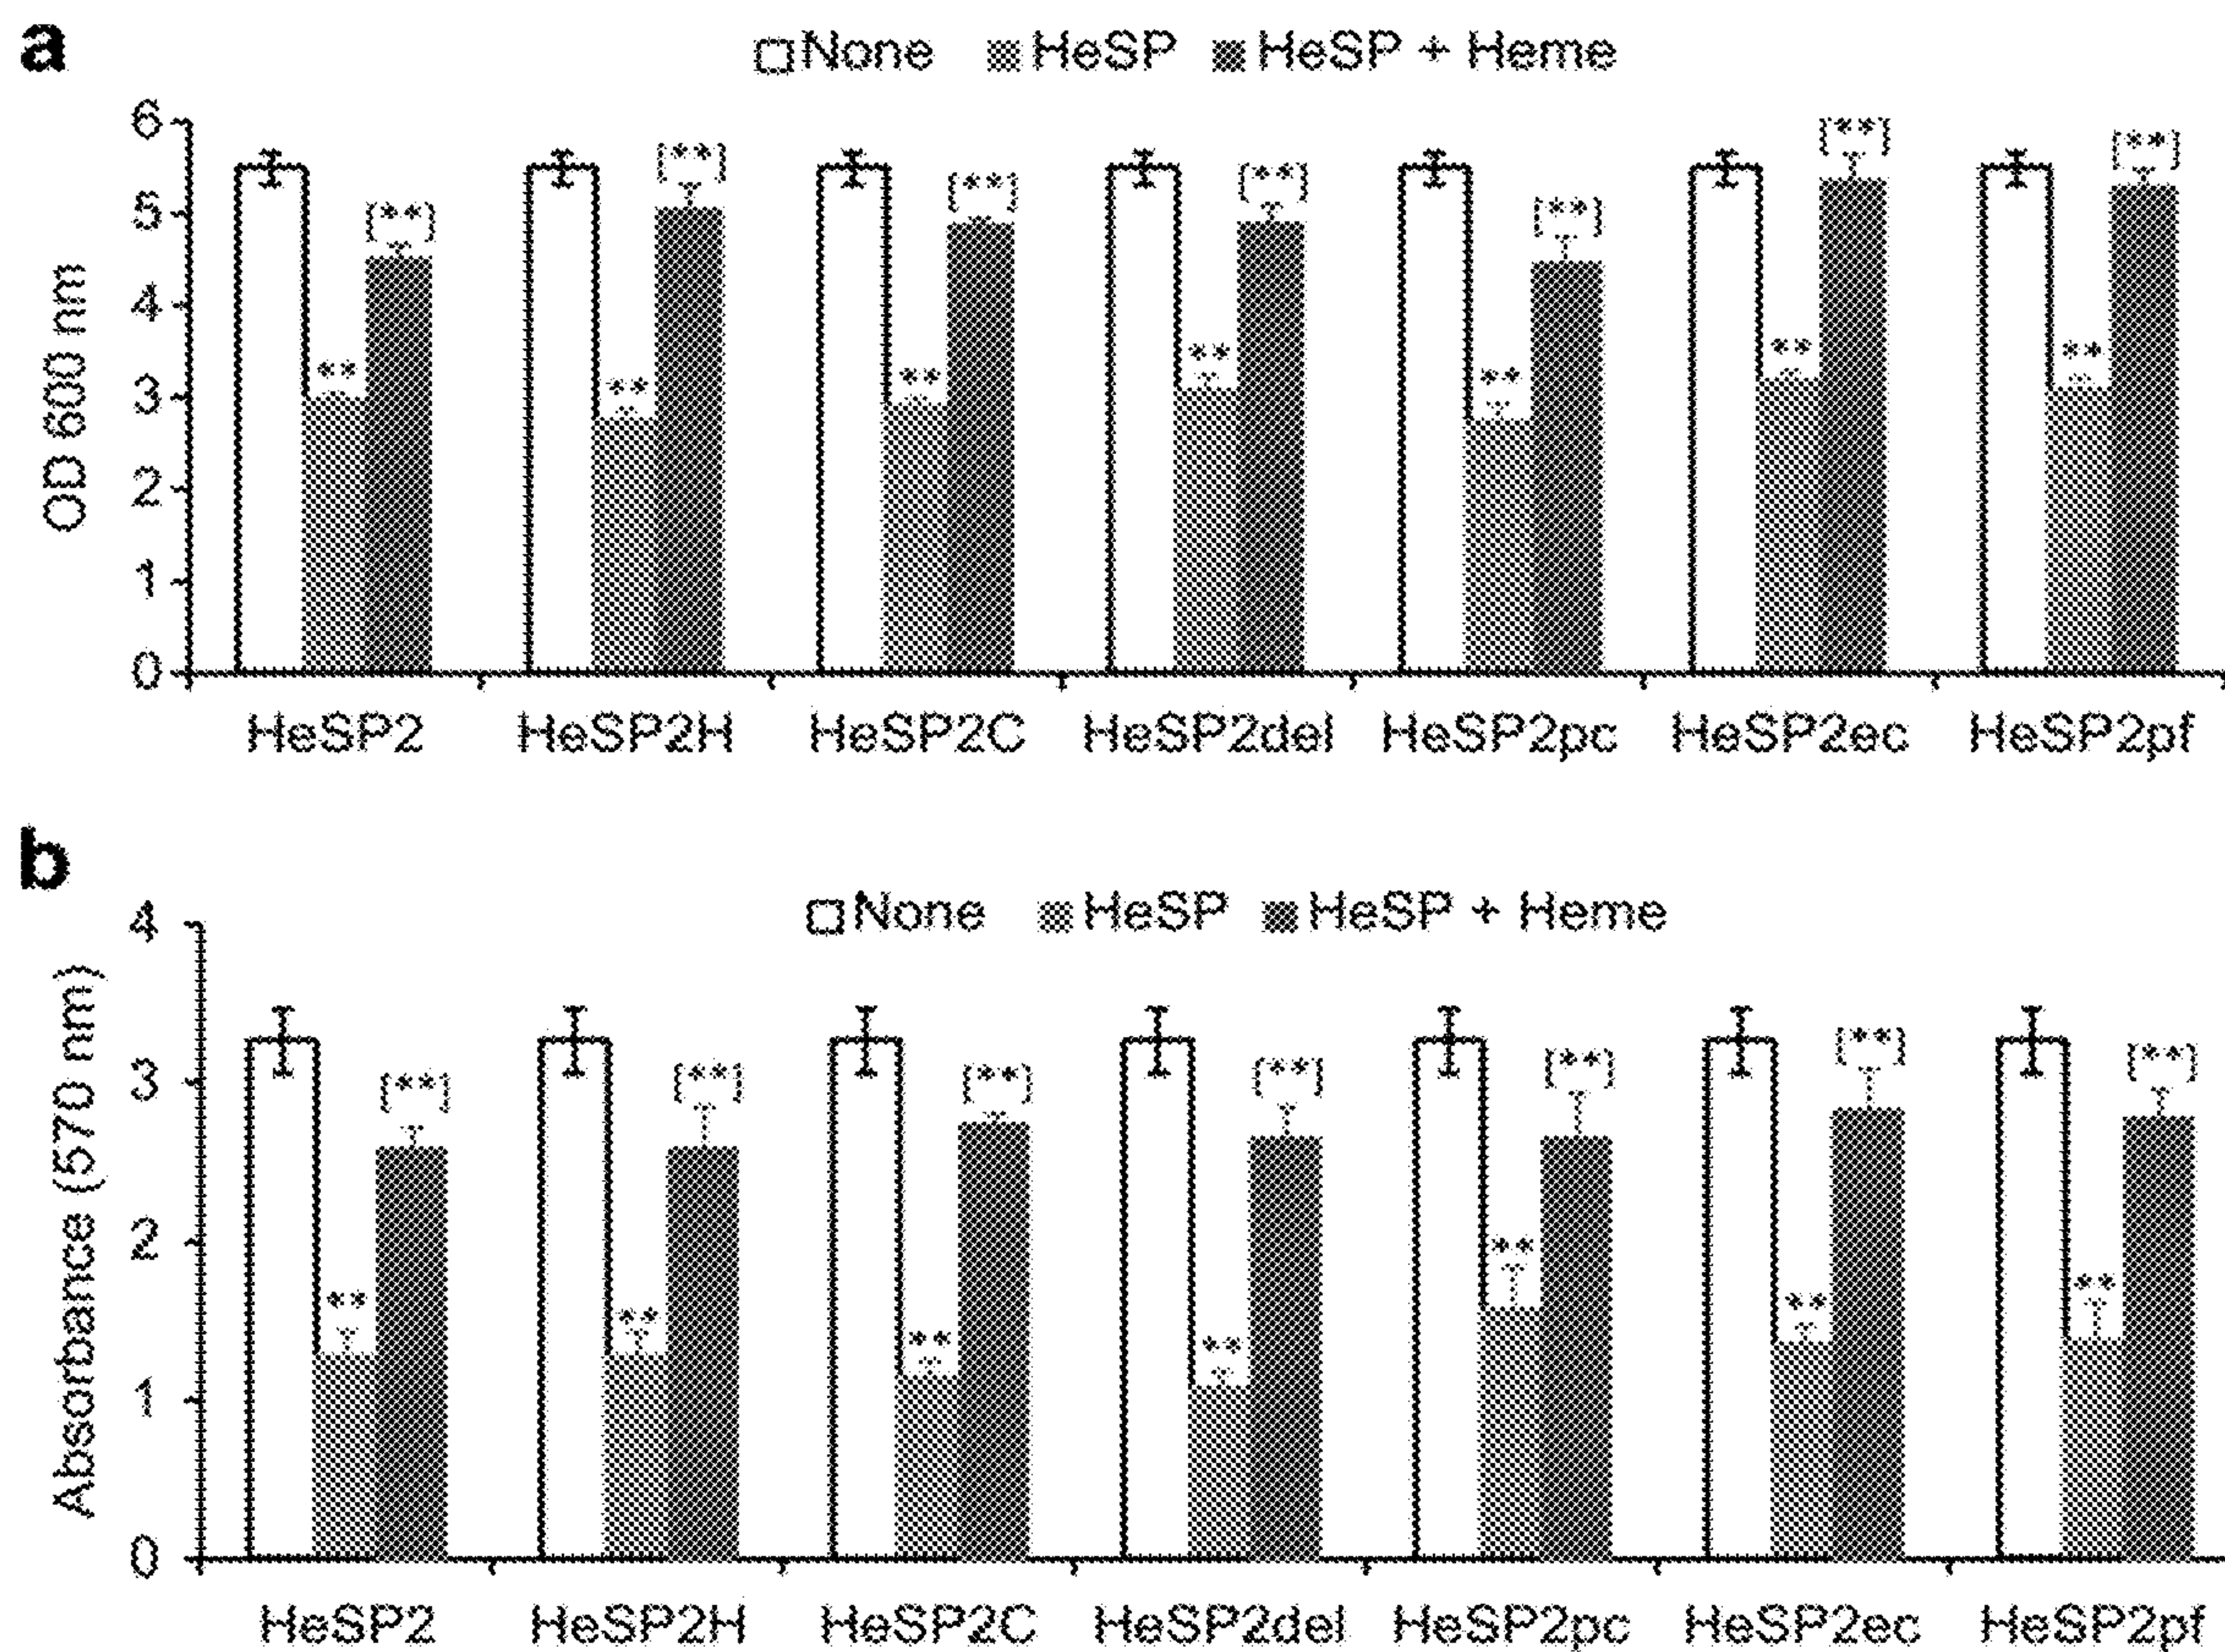 a
None HeSP HeSP + Heme
OD 600 nm
6
5
4
3
2
1
0
** [**] ** [**] ** [**] ** [**] ** [**] ** [**] ** [**]
HeSP2 HeSP2H HeSP2C HeSP2del HeSP2pc HeSP2ec HeSP2pf
b
None HeSP HeSP + Heme
Absorbance (570 nm)
4
3
2
1
0
** [**] ** [**] ** [**] ** [**] ** [**] ** [**] ** [**]
HeSP2 HeSP2H HeSP2C HeSP2del HeSP2pc HeSP2ec HeSP2pf